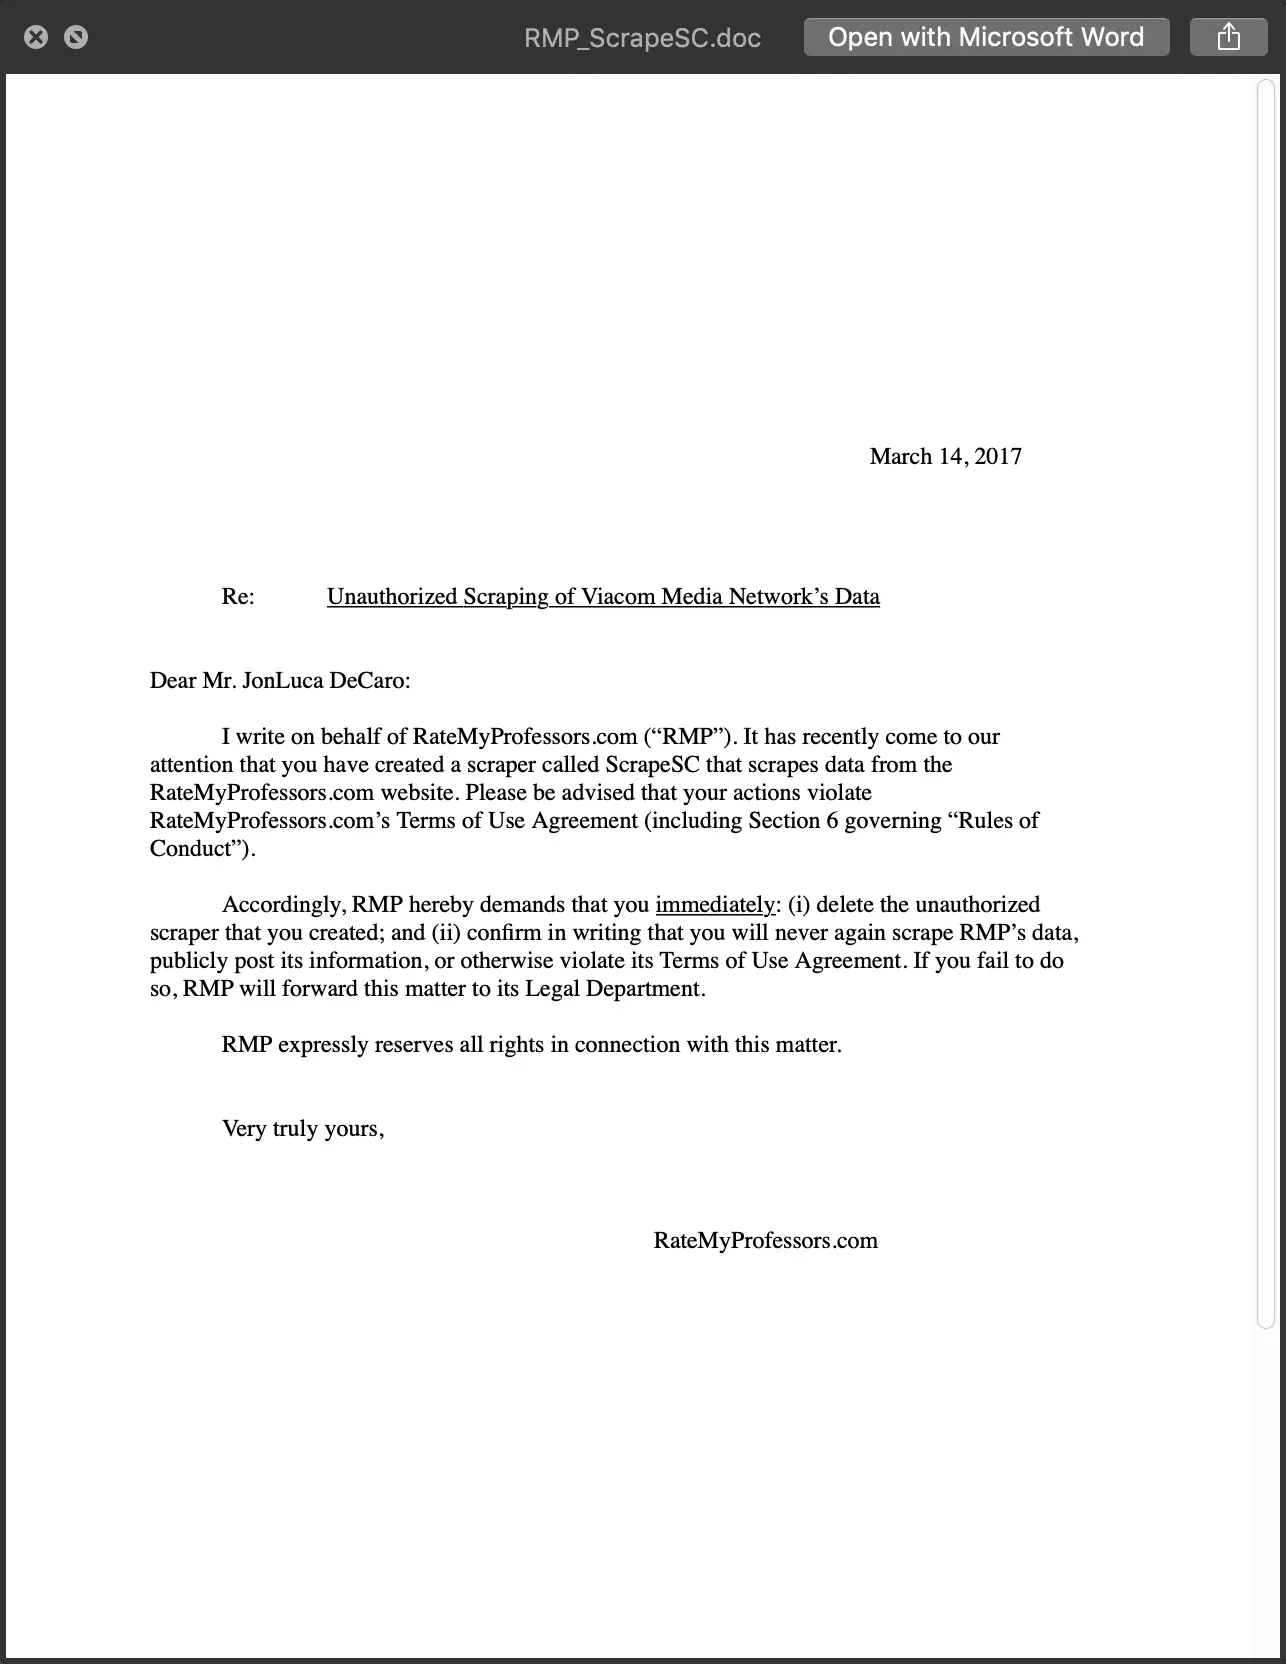 RMP_ScrapeSC.doc
Open with Microsoft Word
March 14, 2017
Re: Unauthorized Scraping of Viacom Media Network’s Data
Dear Mr. JonLuca DeCaro:
I write on behalf of RateMyProfessors.com (“RMP”). It has recently come to our
attention that you have created a scraper called ScrapeSC that scrapes data from the
RateMyProfessors.com website. Please be advised that your actions violate
RateMyProfessors.com’s Terms of Use Agreement (including Section 6 governing “Rules of
Conduct”).
Accordingly, RMP hereby demands that you immediately: (i) delete the unauthorized
scraper that you created; and (ii) confirm in writing that you will never again scrape RMP’s data,
publicly post its information, or otherwise violate its Terms of Use Agreement. If you fail to do
so, RMP will forward this matter to its Legal Department.
RMP expressly reserves all rights in connection with this matter.
Very truly yours,
RateMyProfessors.com